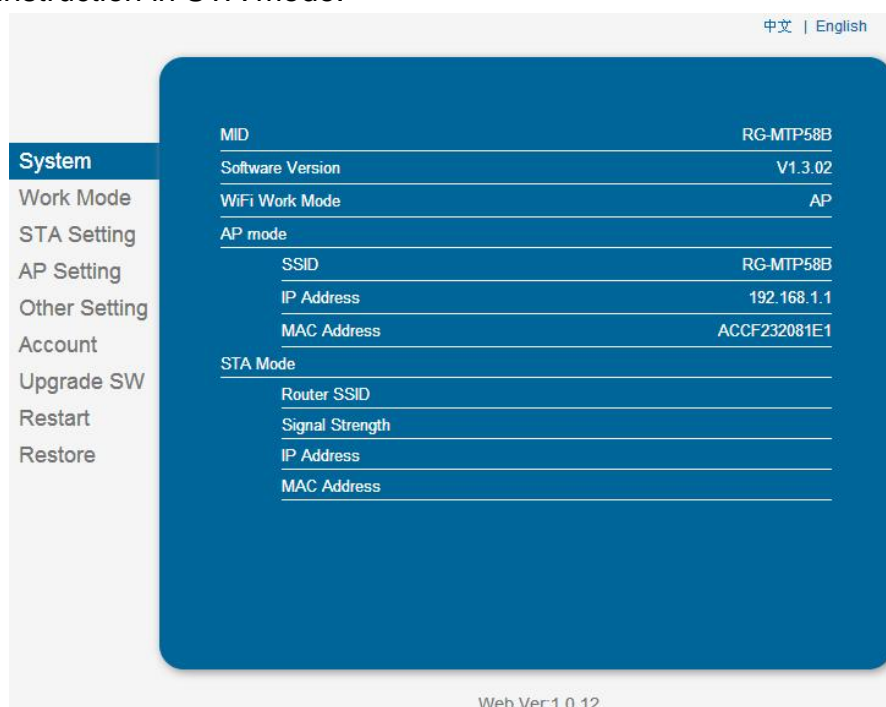 中文 | English
MID RG-MTP58B
System
Software Version V1.3.02
Work Mode
WiFi Work Mode AP
STA Setting
AP mode
AP Setting
SSID RG-MTP58B
Other Setting
IP Address 192.168.1.1
Account
MAC Address ACCF232081E1
Upgrade SW
STA Mode
Restart
Router SSID
Restore
Signal Strength
IP Address
MAC Address
Web Ver:1.0.12